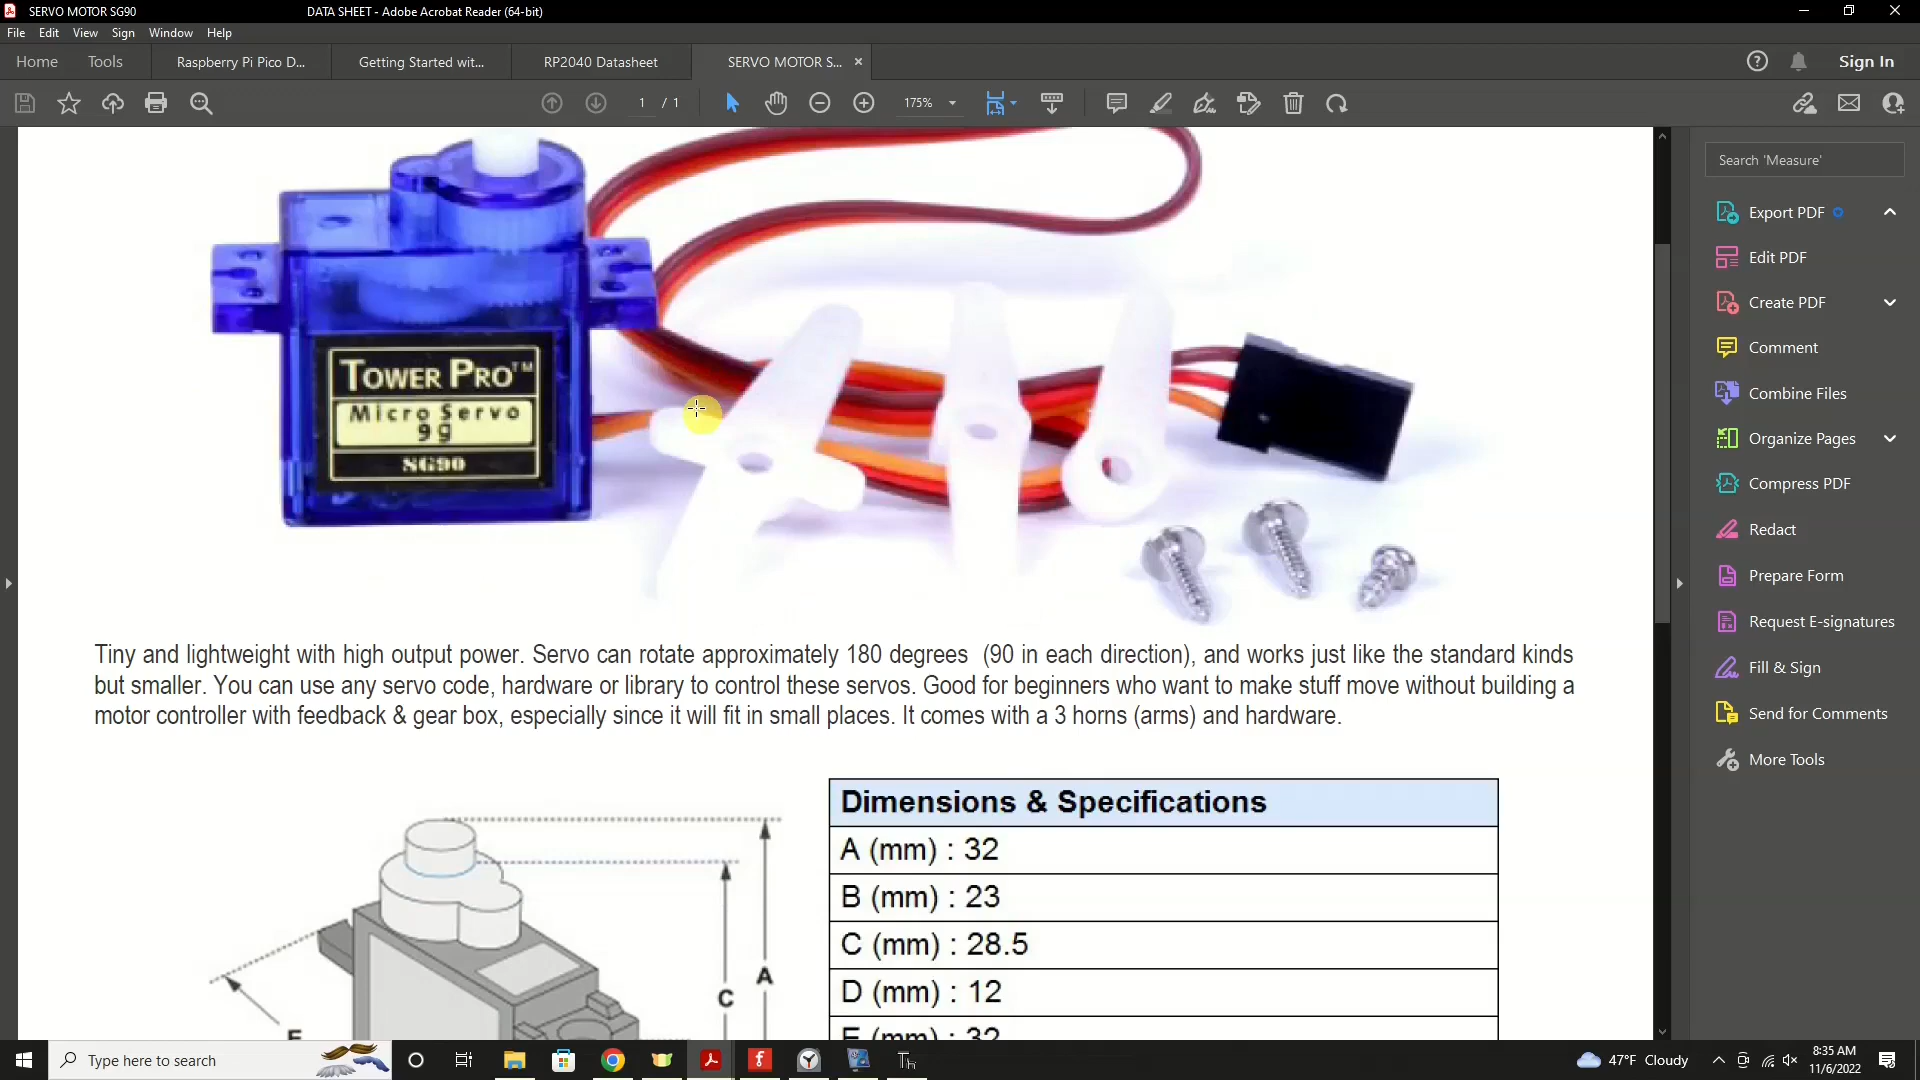 SERVO MOTOR SG90 DATA SHEET - Adobe Acrobat Reader (64-bit)
File Edit View Sign Window Help
Home Tools Raspberry Pi Pico D... Getting Started wit... RP2040 Datasheet SERVO MOTOR S... Sign In
1 / 1 175%
Search 'Measure'
Export PDF
Edit PDF
Create PDF
Comment
Combine Files
Organize Pages
Compress PDF
Redact
Prepare Form
Request E-signatures
Fill & Sign
Send for Comments
More Tools
TOWER PRO™
Micro Servo
9g
SG90
Tiny and lightweight with high output power. Servo can rotate approximately 180 degrees (90 in each direction), and works just like the standard kinds
but smaller. You can use any servo code, hardware or library to control these servos. Good for beginners who want to make stuff move without building a
motor controller with feedback & gear box, especially since it will fit in small places. It comes with a 3 horns (arms) and hardware.
Dimensions & Specifications
A (mm) : 32
B (mm) : 23
C (mm) : 28.5
D (mm) : 12
E (mm) : 32
A
C
Type here to search
47°F Cloudy
8:35 AM
11/6/2022